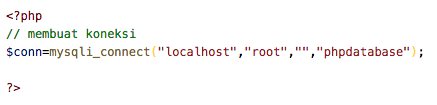 <?php
// membuat koneksi
$conn=mysqli_connect("localhost","root","","phpdatabase");
?>